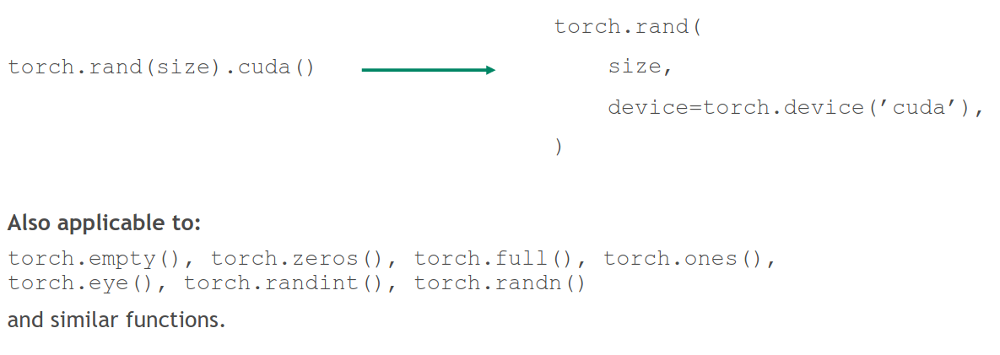 torch.rand(size).cuda()
torch.rand(
size,
device=torch.device(’cuda’),
)
Also applicable to:
torch.empty(), torch.zeros(), torch.full(), torch.ones(),
torch.eye(), torch.randint(), torch.randn()
and similar functions.